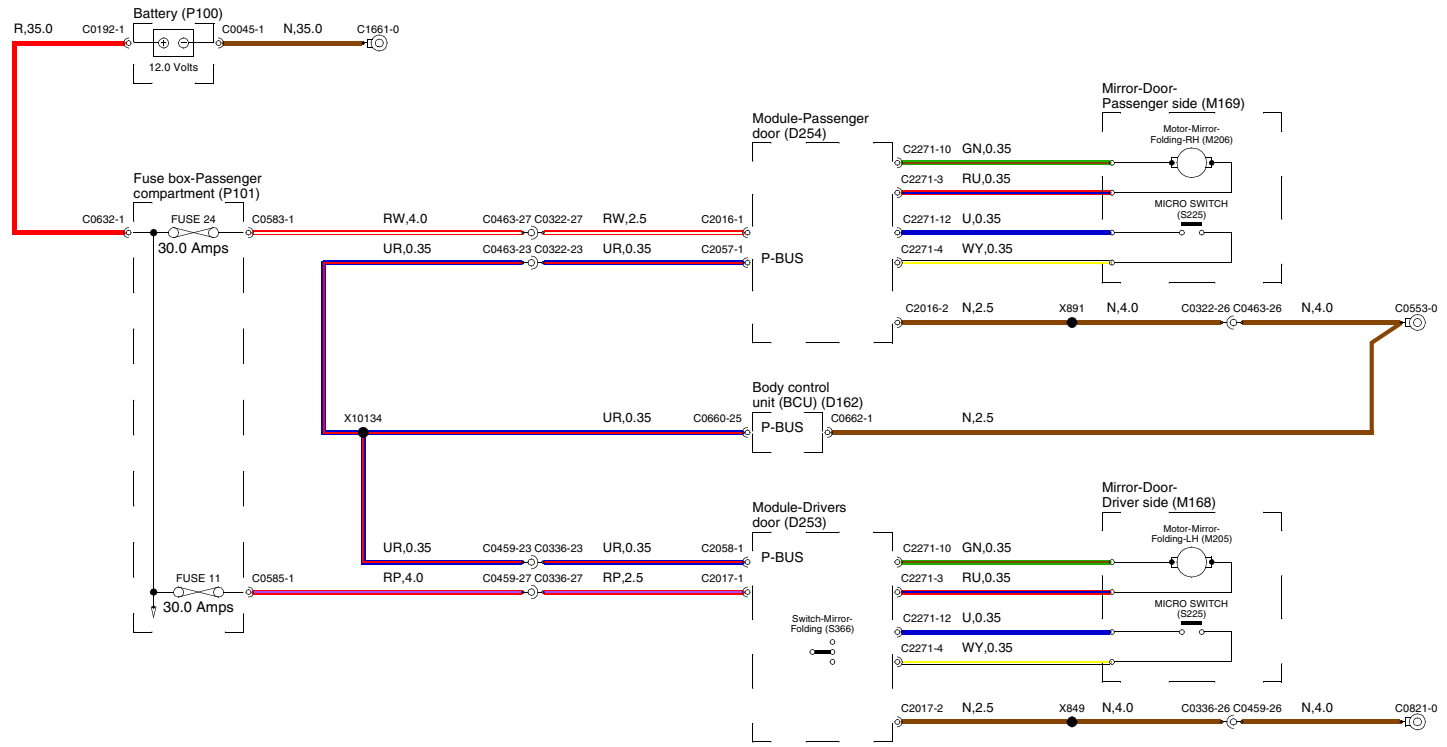 Battery (P100)
R,35.0
C0192-1
C0045-1
N,35.0
C1661-0
12.0 Volts
Mirror-Door-
Passenger side (M169)
Module-Passenger
door (D254)
Motor-Mirror-
Folding-RH (M206)
C2271-10
GN,0.35
Fuse box-Passenger
compartment (P101)
C2271-3
RU,0.35
MICRO SWITCH
(S225)
C0632-1
FUSE 24
C0583-1
RW,4.0
C0463-27
C0322-27
RW,2.5
C2016-1
C2271-12
U,0.35
30.0 Amps
UR,0.35
C0463-23
C0322-23
UR,0.35
C2057-1
P-BUS
C2271-4
WY,0.35
C2016-2
N,2.5
X891
N,4.0
C0322-26
C0463-26
N,4.0
C0553-0
Body control
unit (BCU) (D162)
X10134
UR,0.35
C0660-25
P-BUS
C0662-1
N,2.5
Mirror-Door-
Driver side (M168)
Module-Drivers
door (D253)
Motor-Mirror-
Folding-LH (M205)
UR,0.35
C0459-23
C0336-23
UR,0.35
C2058-1
P-BUS
C2271-10
GN,0.35
FUSE 11
C0585-1
RP,4.0
C0459-27
C0336-27
RP,2.5
C2017-1
C2271-3
RU,0.35
30.0 Amps
MICRO SWITCH
(S225)
Switch-Mirror-
Folding (S366)
C2271-12
U,0.35
C2271-4
WY,0.35
C2017-2
N,2.5
X849
N,4.0
C0336-26
C0459-26
N,4.0
C0821-0